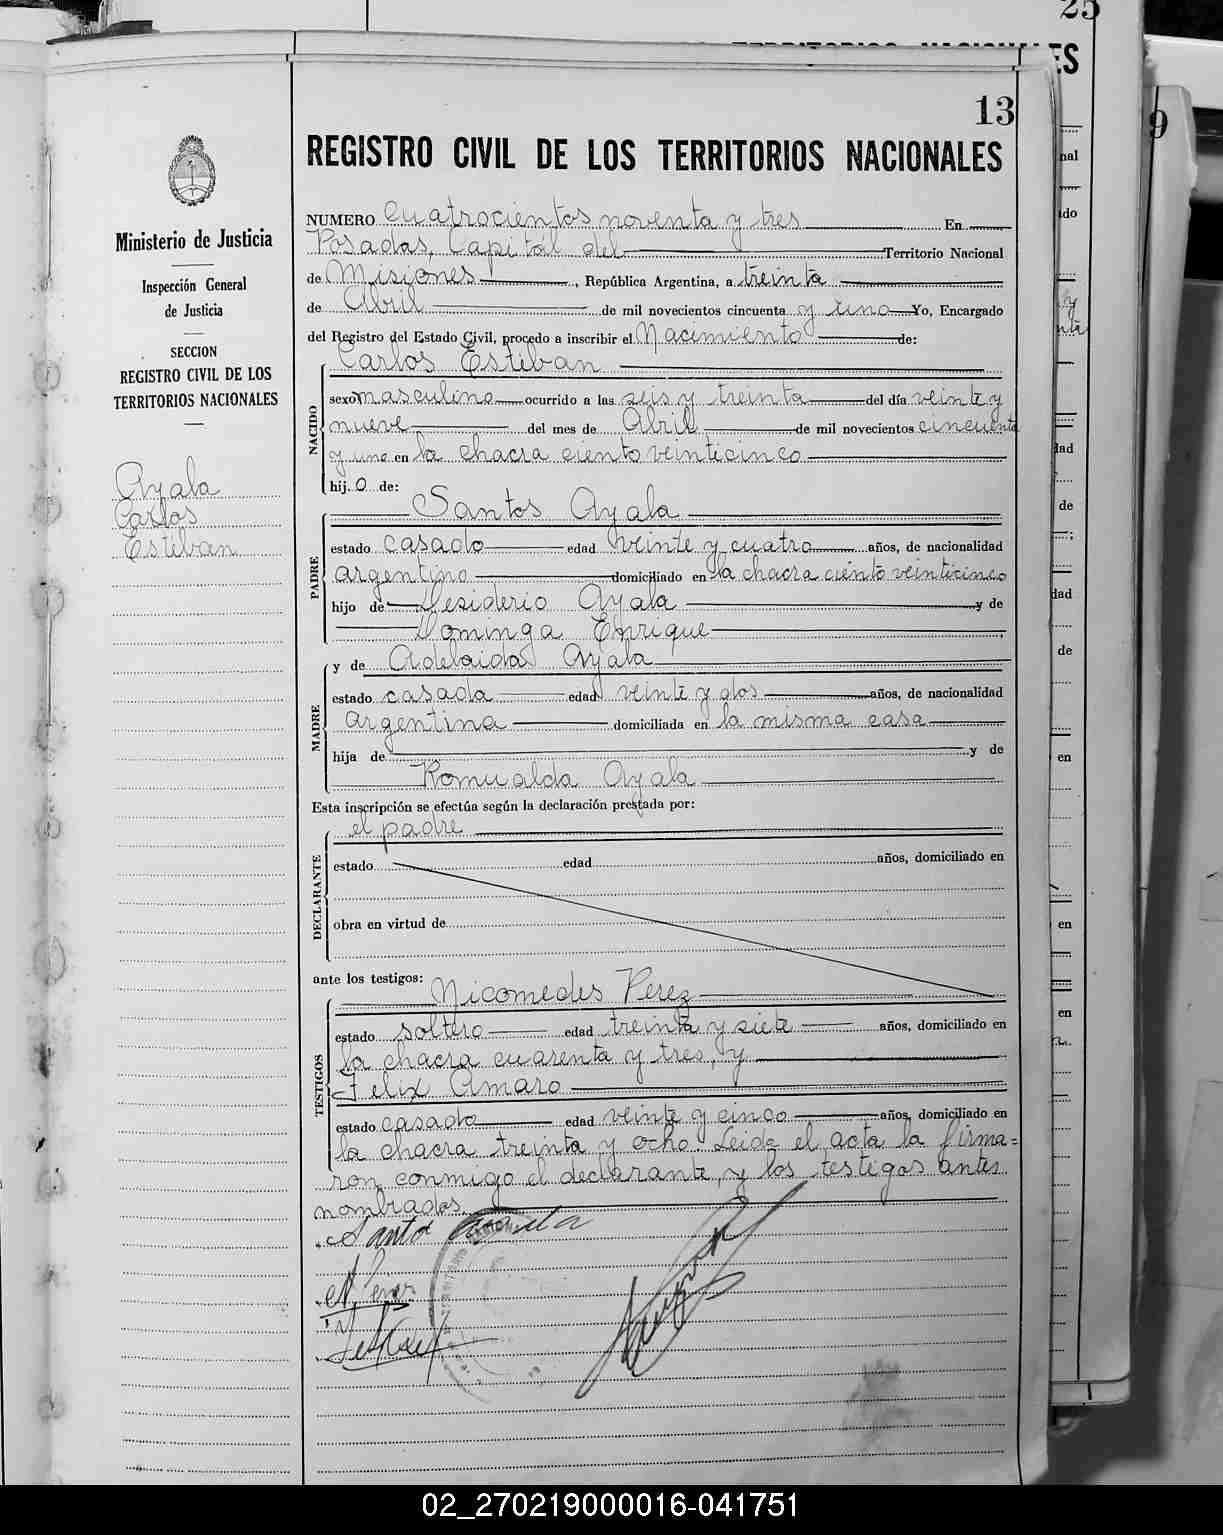 25
TERRITORIOS NACIONALES
13
9
Ministerio de Justicia
Inspección General
de Justicia
SECCION
REGISTRO CIVIL DE LOS
TERRITORIOS NACIONALES
Ayala
Carlos
Estiban
REGISTRO CIVIL DE LOS TERRITORIOS NACIONALES
NUMERO Cuatrocientos noventa y tres En
Posadas, Capital del Territorio Nacional
de Misiones, República Argentina, a treinta
de Abril de mil novecientos cincuenta y uno Yo, Encargado
del Registro del Estado Civil, procedo a inscribir el Nacimiento de:
Carlos Estiban
NACIDO
sexo masculino ocurrido a las seis y treinta del día veinte y
nueve del mes de Abril de mil novecientos cincuenta
y uno en la chacra ciento veinticinco
hij.o de:
Santos Ayala
PADRE
estado casado edad veinte y cuatro años, de nacionalidad
argentino domiciliado en la chacra ciento veinticinco
hijo de Desiderio Ayala y de
Dominga Enrique
y de Adelaida Ayala
MADRE
estado casada edad veinte y dos años, de nacionalidad
argentina domiciliada en la misma casa
hija de y de
Romualda Ayala
Esta inscripción se efectúa según la declaración prestada por:
el padre
DECLARANTE
estado edad años, domiciliado en
obra en virtud de
ante los testigos:
Nicomedes Perez
TESTIGOS
estado soltero edad treinta y siete años, domiciliado en
la chacra cuarenta y tres, y
Felix Amaro
estado casado edad veinte y cinco años, domiciliado en
la chacra treinta y ocho. Leida el acta la firma=
ron conmigo el declarante, y los testigos antes
nombrados.
Santo Ayala
N. Perez
02_270219000016-041751